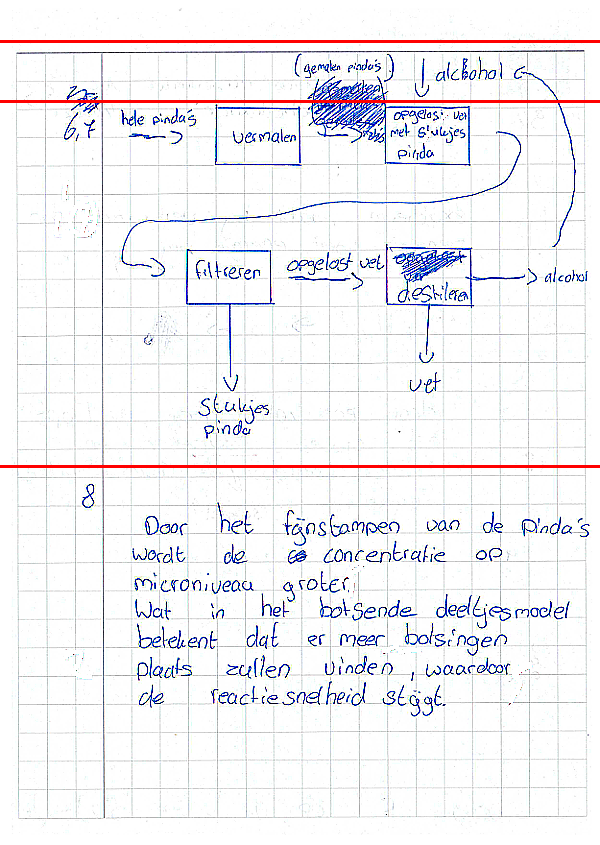 (gemalen pinda's)
alckohol
6,7
hele pinda's
vermalen
opgelost vet
met stukjes
pinda
filtreren
opgelost vet
destileren
alcohol
Stukjes
pinda
vet
8
Door het fijnstampen van de pinda's
wordt de concentratie op
microniveau groter.
Wat in het botsende deeltjesmodel
betekent dat er meer botsingen
plaats zullen vinden, waardoor
de reactiesnelheid stijgt.